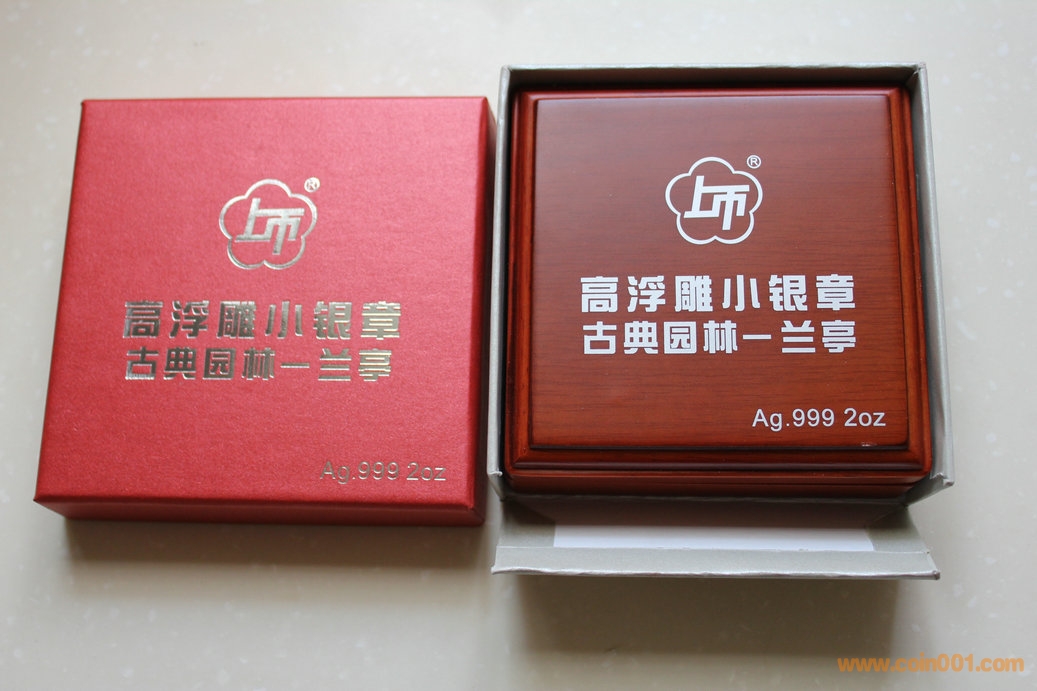 ®
上币
高浮雕小银章
古典园林一兰亭
Ag.999 2oz
®
上币
高浮雕小银章
古典园林一兰亭
Ag.999 2oz
www.coin001.com